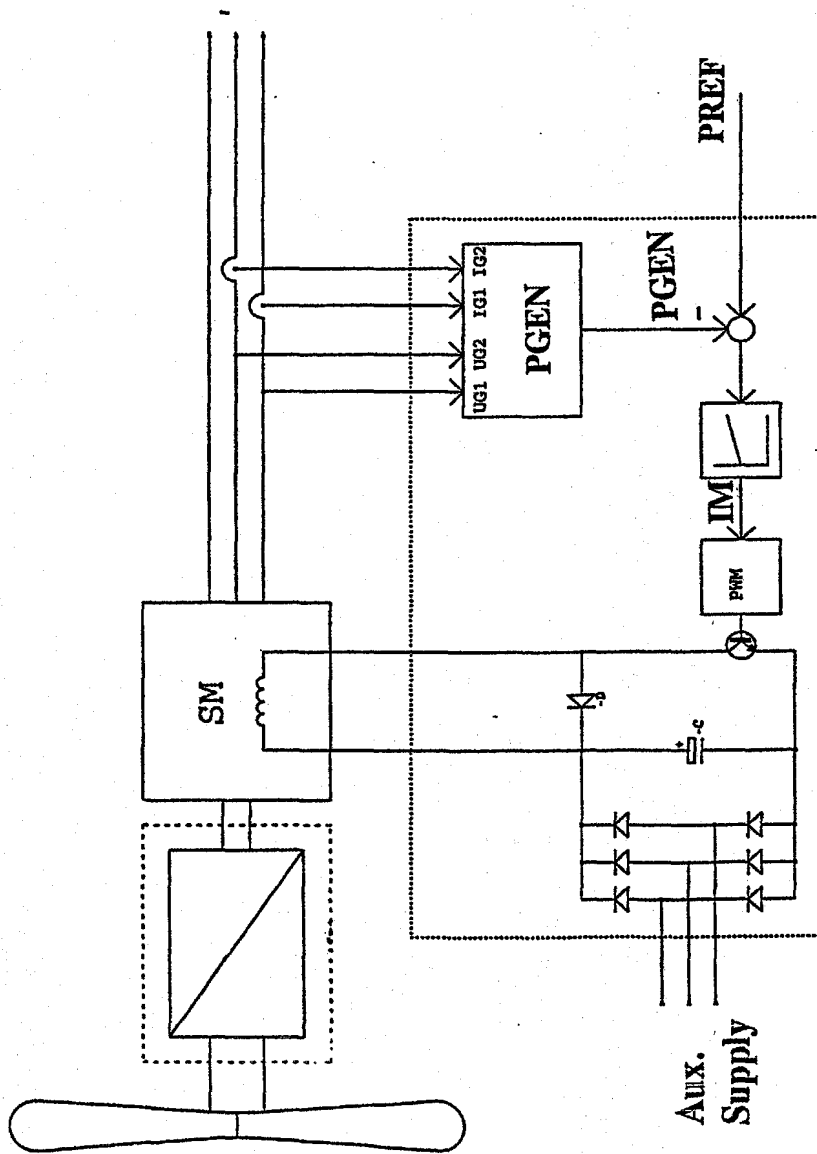 SM
UG1 UG2 IG1 IG2
PGEN
PGEN
–
PREF
IM
PWM
-D
+
-C
Aux.
Supply